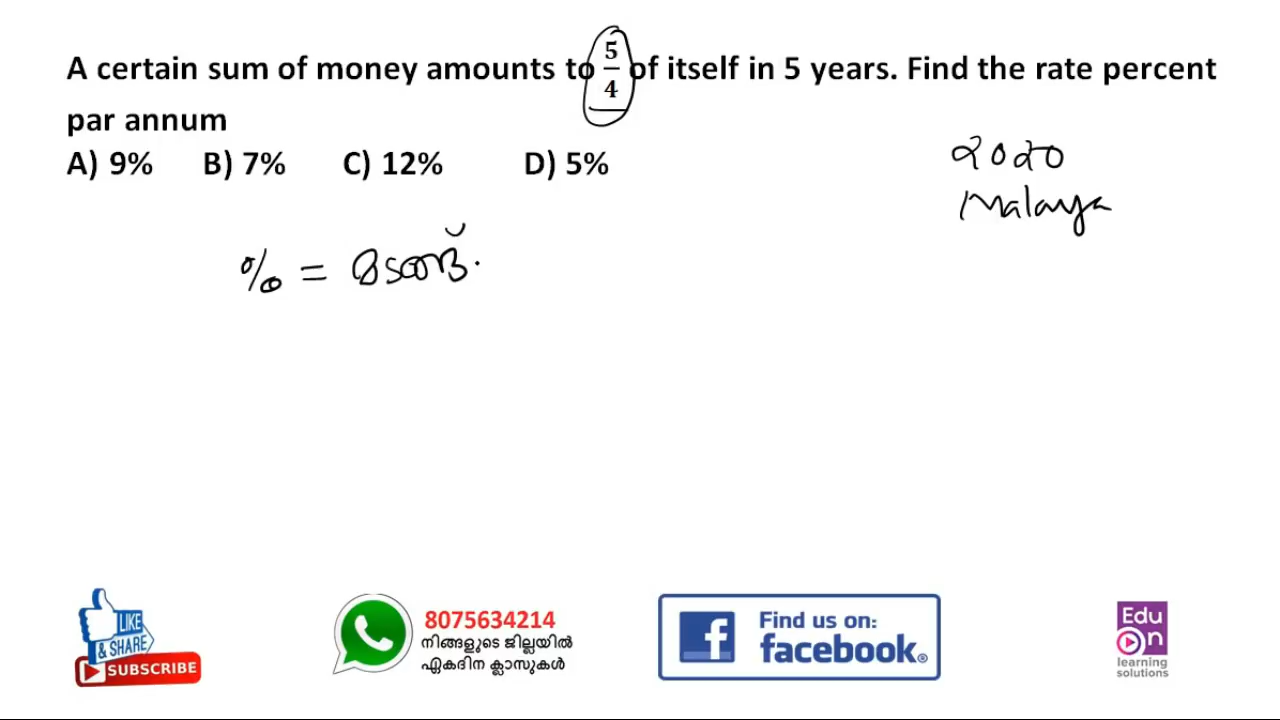 A certain sum of money amounts to 5/4 of itself in 5 years. Find the rate percent
par annum
A) 9% B) 7% C) 12% D) 5%
2020
Malaya
% =
LIKE
& SHARE
SUBSCRIBE
8075634214
നിങ്ങളുടെ ജില്ലയിൽ
ഏകദിന ക്ലാസുകൾ
Find us on:
facebook
Edu
On
learning
solutions